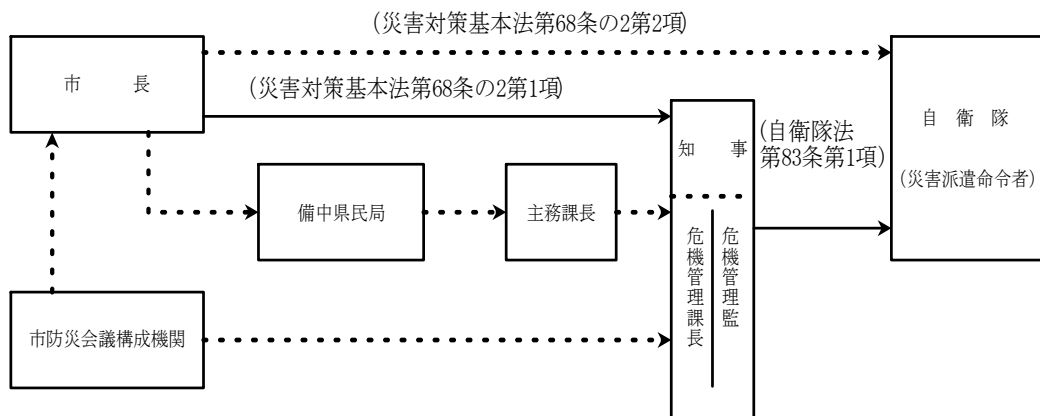 (災害対策基本法第68条の2第2項)
市　　長
(災害対策基本法第68条の2第1項)
知　　事
(自衛隊法
第83条第1項)
自　衛　隊
(災害派遣命令者)
備中県民局
主務課長
危機管理監
危機管理課長
市防災会議構成機関